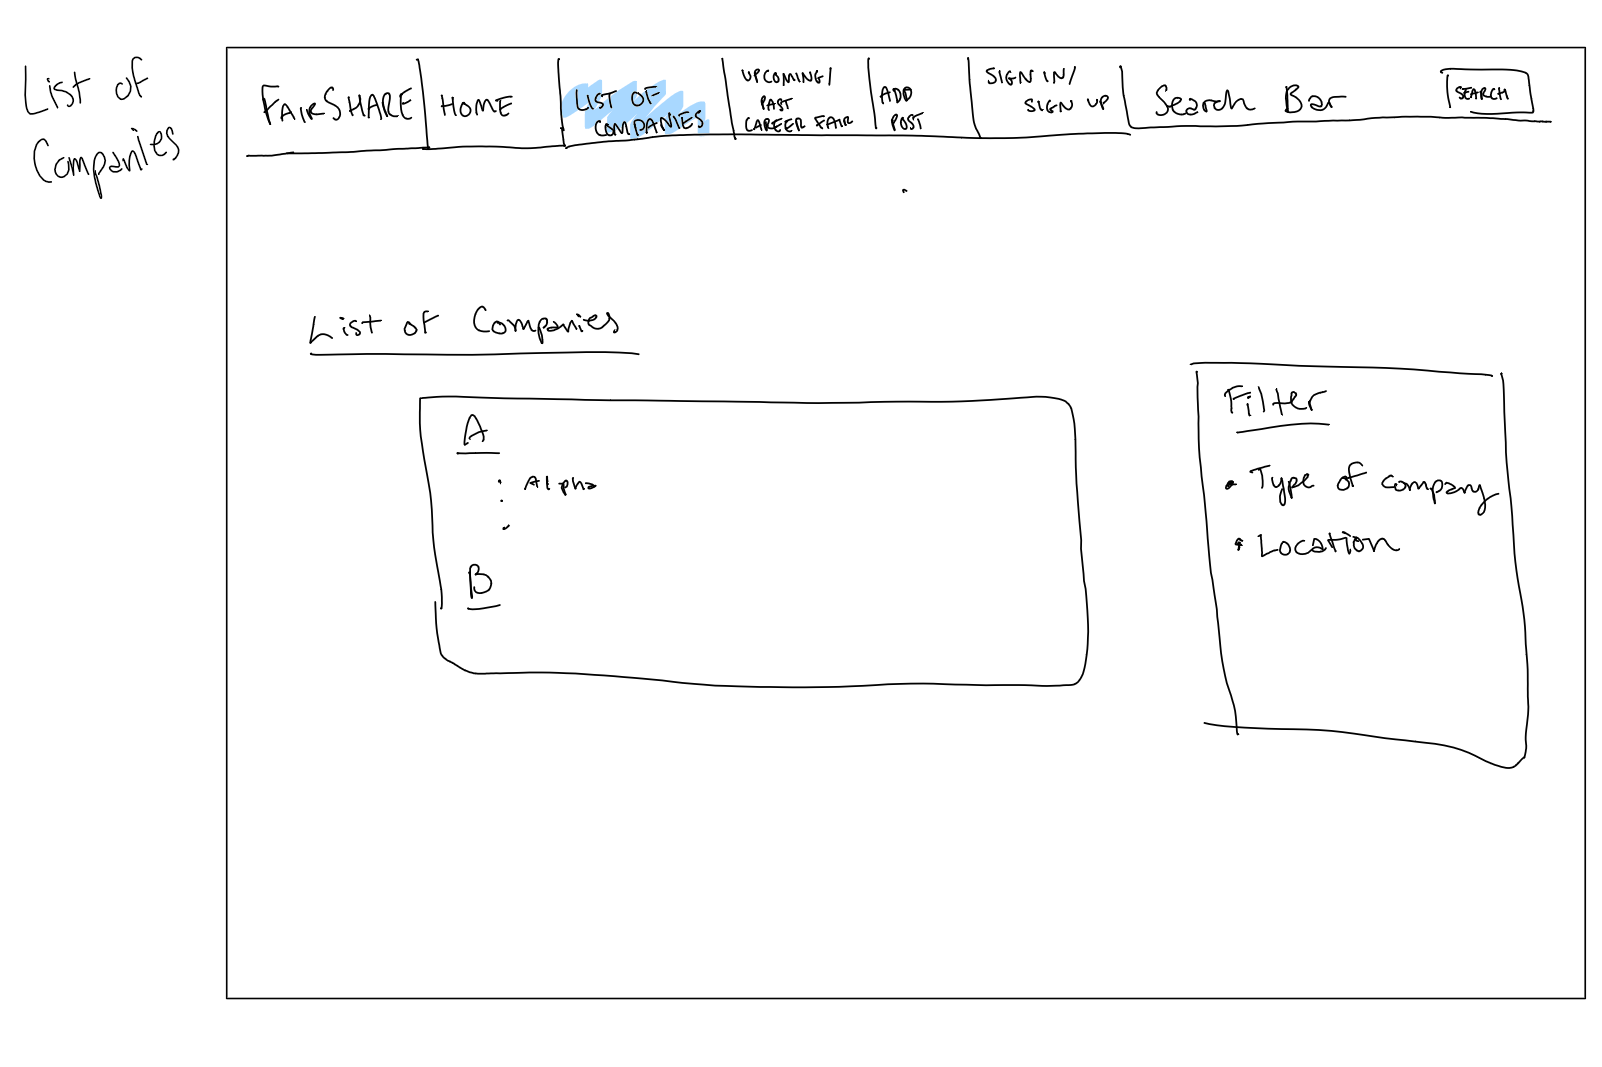 List of
Companies
FAIRSHARE
HOME
LIST OF
COMPANIES
UPCOMING/
PAST
CAREER FAIR
ADD
POST
SIGN IN/
SIGN UP
Search Bar
SEARCH
List of Companies
A
Alpha
B
Filter
• Type of company
• Location